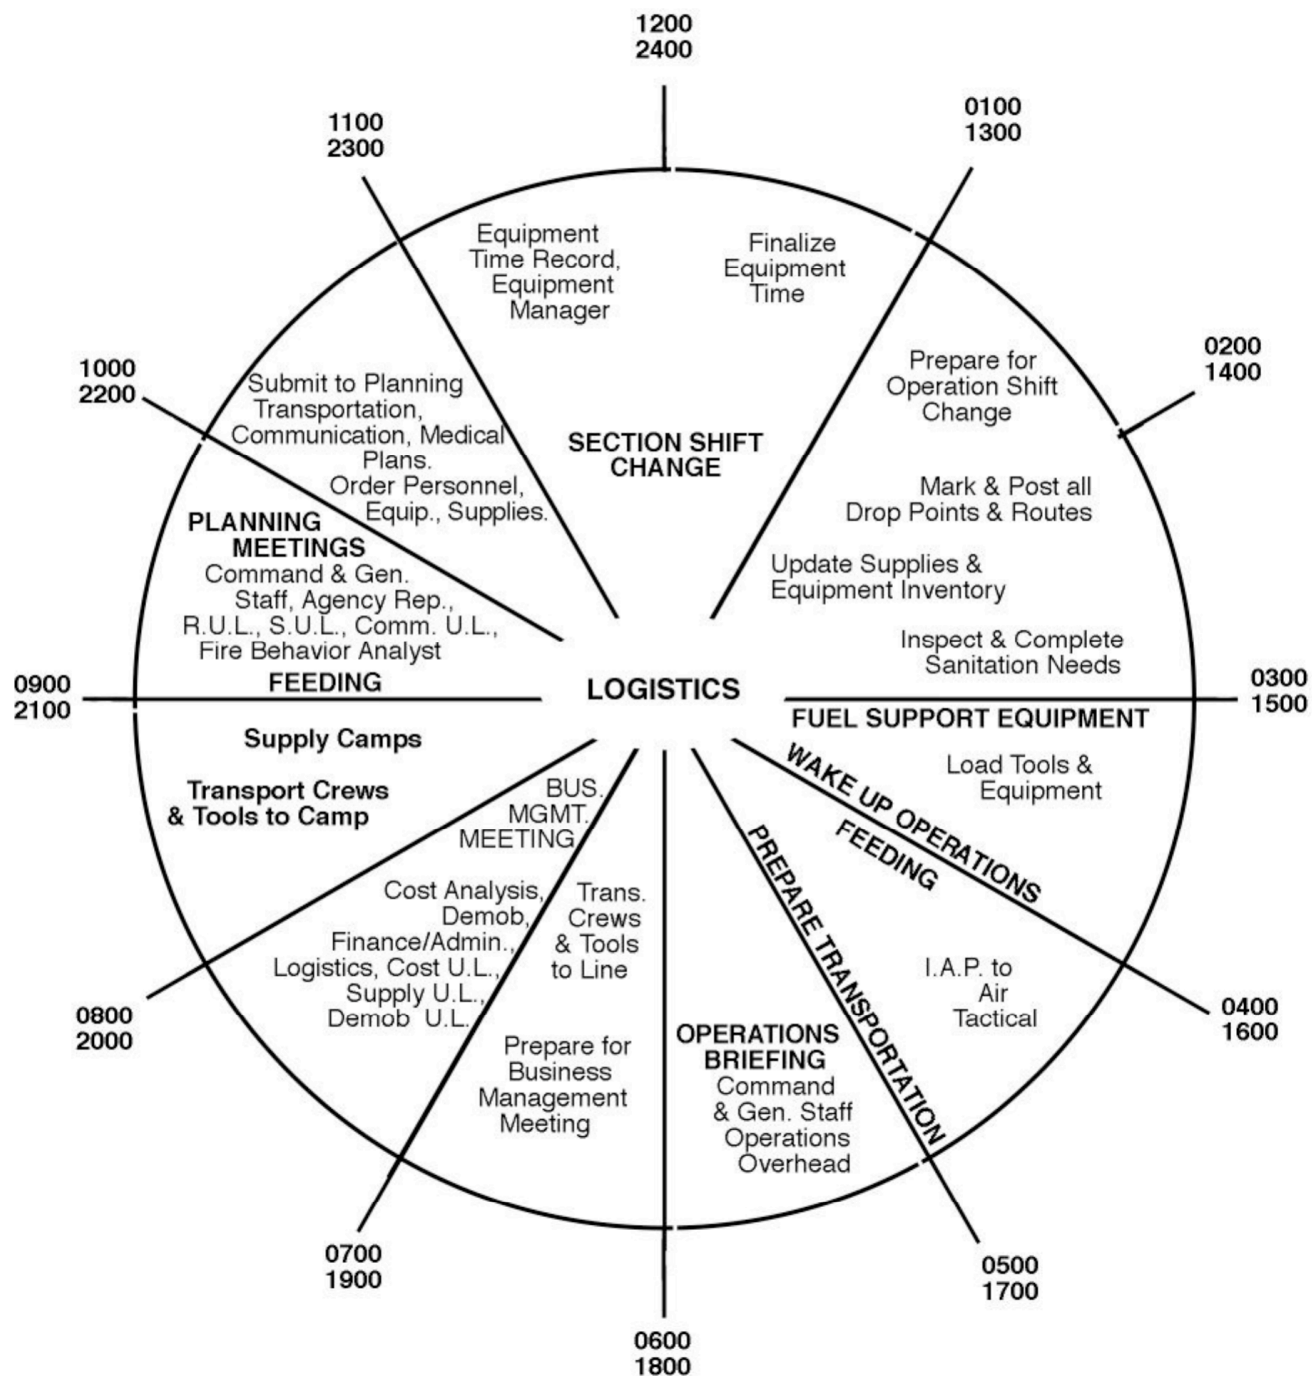 1200
2400
0100
1300
1100
2300
Equipment
Time Record,
Equipment
Manager
Finalize
Equipment
Time
0200
1400
1000
2200
Prepare for
Operation Shift
Change
Submit to Planning
Transportation,
Communication, Medical
Plans.
Order Personnel,
Equip., Supplies.
SECTION SHIFT
CHANGE
Mark & Post all
Drop Points & Routes
PLANNING
MEETINGS
Command & Gen.
Staff, Agency Rep.,
R.U.L., S.U.L., Comm. U.L.,
Fire Behavior Analyst
FEEDING
Update Supplies &
Equipment Inventory
Inspect & Complete
Sanitation Needs
0900
2100
LOGISTICS
0300
1500
FUEL SUPPORT EQUIPMENT
Load Tools &
Equipment
WAKE UP OPERATIONS
FEEDING
Supply Camps
Transport Crews
& Tools to Camp
BUS.
MGMT.
MEETING
Cost Analysis,
Demob,
Finance/Admin.,
Logistics, Cost U.L.,
Supply U.L.,
Demob U.L.
Trans.
Crews
& Tools
to Line
PREPARE TRANSPORTATION
I.A.P. to
Air
Tactical
0400
1600
0800
2000
Prepare for
Business
Management
Meeting
OPERATIONS
BRIEFING
Command
& Gen. Staff
Operations
Overhead
0700
1900
0500
1700
0600
1800